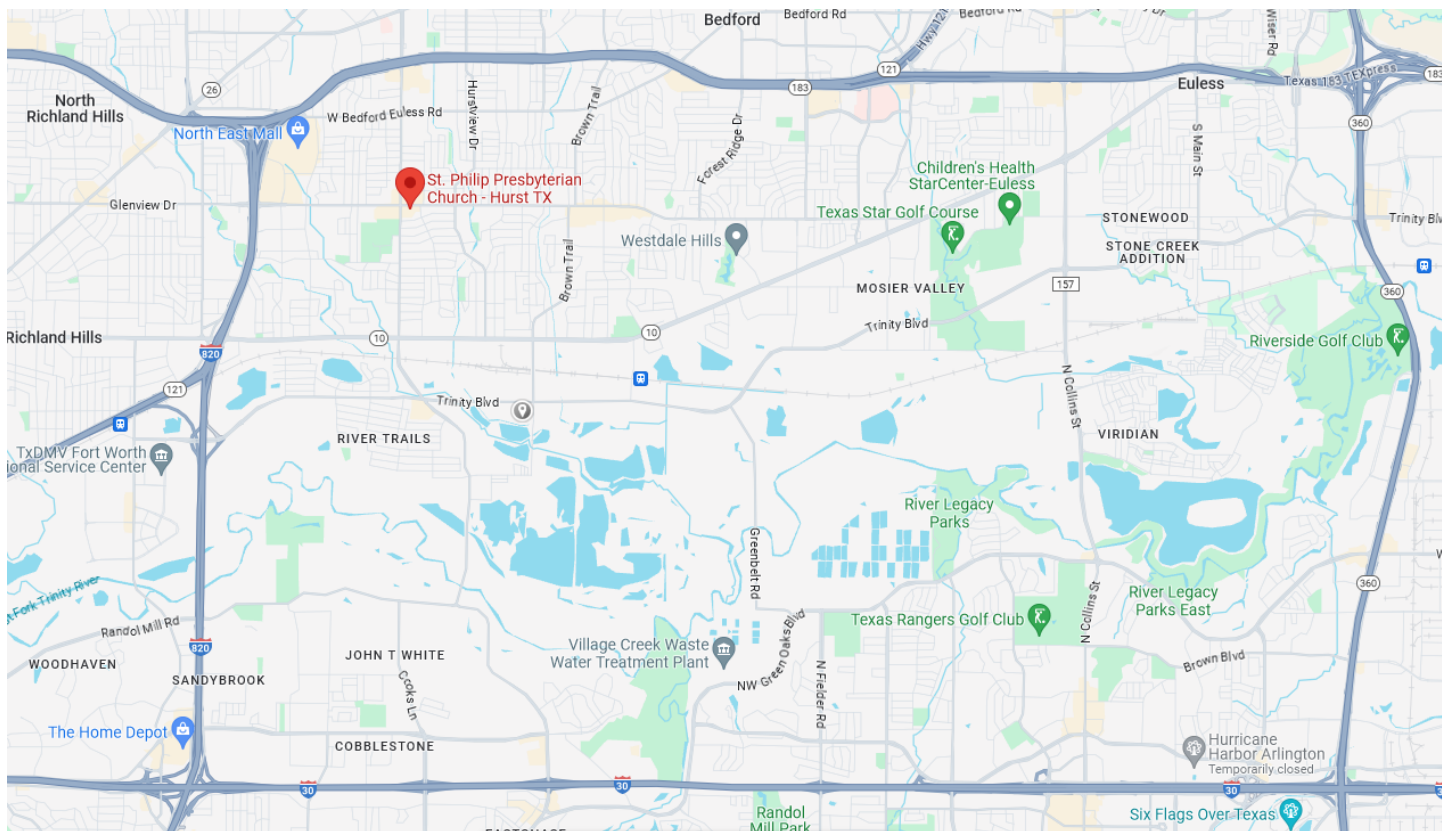 Bedford
Bedford Rd
Bedford Rd
Hwy 121
Wiser Rd
26
121
183
Euless
Texas 183 TEXpress
183
North
Richland Hills
W Bedford Euless Rd
Hurstview Dr
Brown Trail
North East Mall
Forest Ridge Dr
S Main St
360
St. Philip Presbyterian
Church - Hurst TX
Children's Health
StarCenter-Euless
Glenview Dr
Texas Star Golf Course
STONEWOOD
Trinity Blvd
Westdale Hills
STONE CREEK
ADDITION
Brown Trail
MOSIER VALLEY
157
360
Richland Hills
10
10
Trinity Blvd
Riverside Golf Club
820
121
Trinity Blvd
N Collins St
RIVER TRAILS
VIRIDIAN
TxDMV Fort Worth
ional Service Center
River Legacy
Parks
Greenbelt Rd
360
Fork Trinity River
Randol Mill Rd
River Legacy
Parks East
Texas Rangers Golf Club
N Collins St
820
Village Creek Waste
Water Treatment Plant
NW Green Oaks Blvd
N Fielder Rd
Brown Blvd
WOODHAVEN
JOHN T WHITE
SANDYBROOK
Cooks Ln
The Home Depot
COBBLESTONE
Hurricane
Harbor Arlington
Temporarily closed
30
30
30
Six Flags Over Texas
Randol
Mill Park